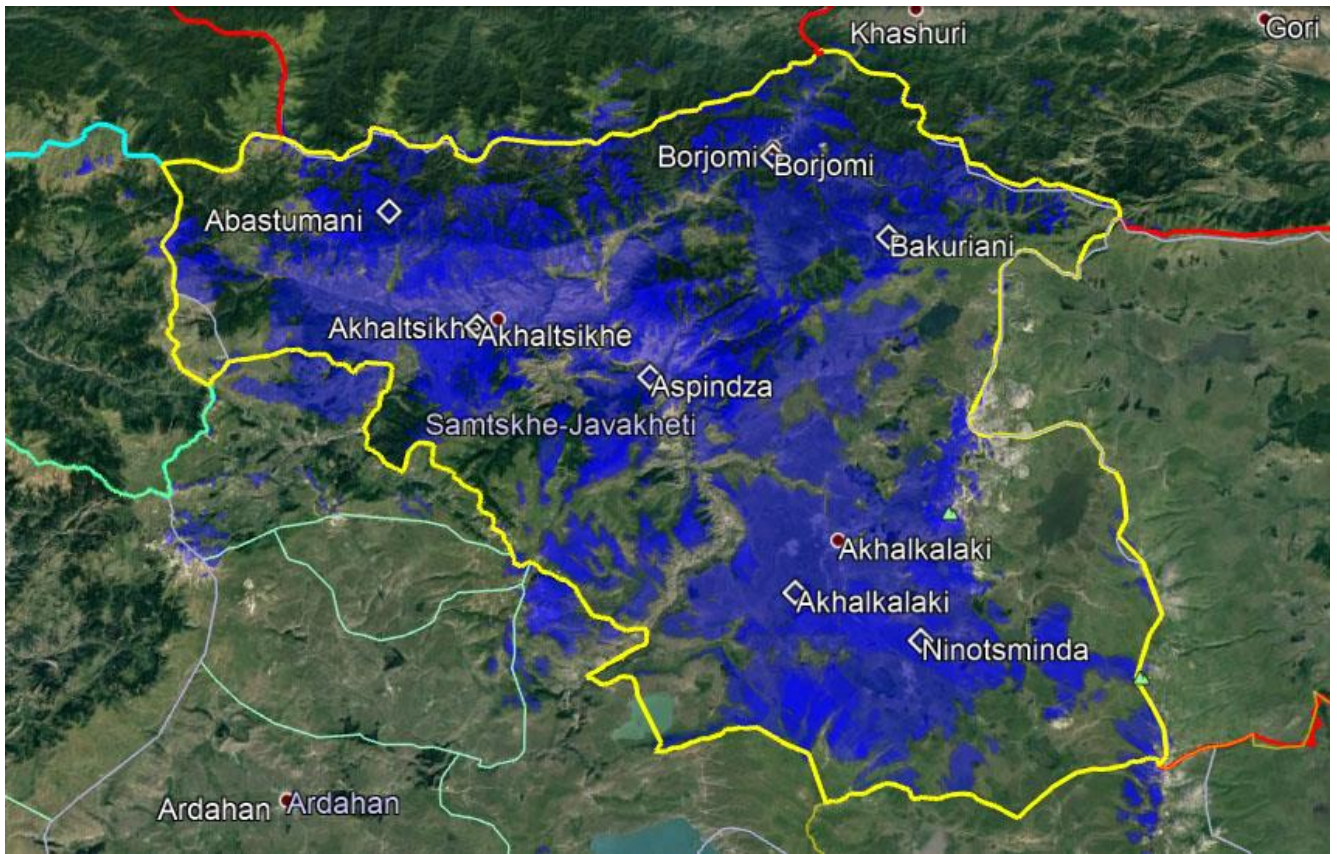 Khashuri
Gori
Borjomi
Borjomi
Abastumani
Bakuriani
Akhaltsikhe
Akhaltsikhe
Aspindza
Samtskhe-Javakheti
Akhalkalaki
Akhalkalaki
Ninotsminda
Ardahan
Ardahan